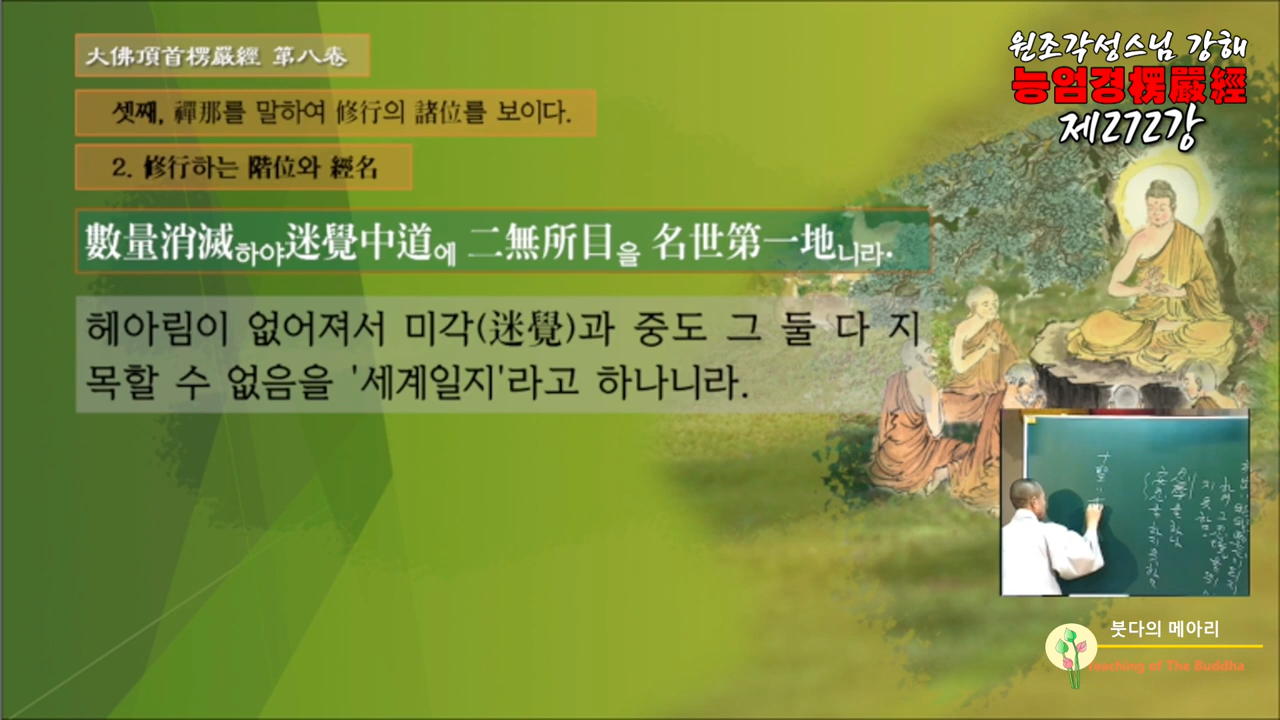 大佛頂首楞嚴經 第八卷
셋째, 禪那를 말하여 修行의 諸位를 보이다.
2. 修行하는 階位와 經名
數量消滅하야迷覺中道에 二無所目을 名世第一地니라.
헤아림이 없어져서 미각(迷覺)과 중도 그 둘 다 지
목할 수 없음을 '세계일지'라고 하나니라.
원조각성스님 강해
능엄경楞嚴經
제272강
붓다의 메아리
Teaching of The Buddha